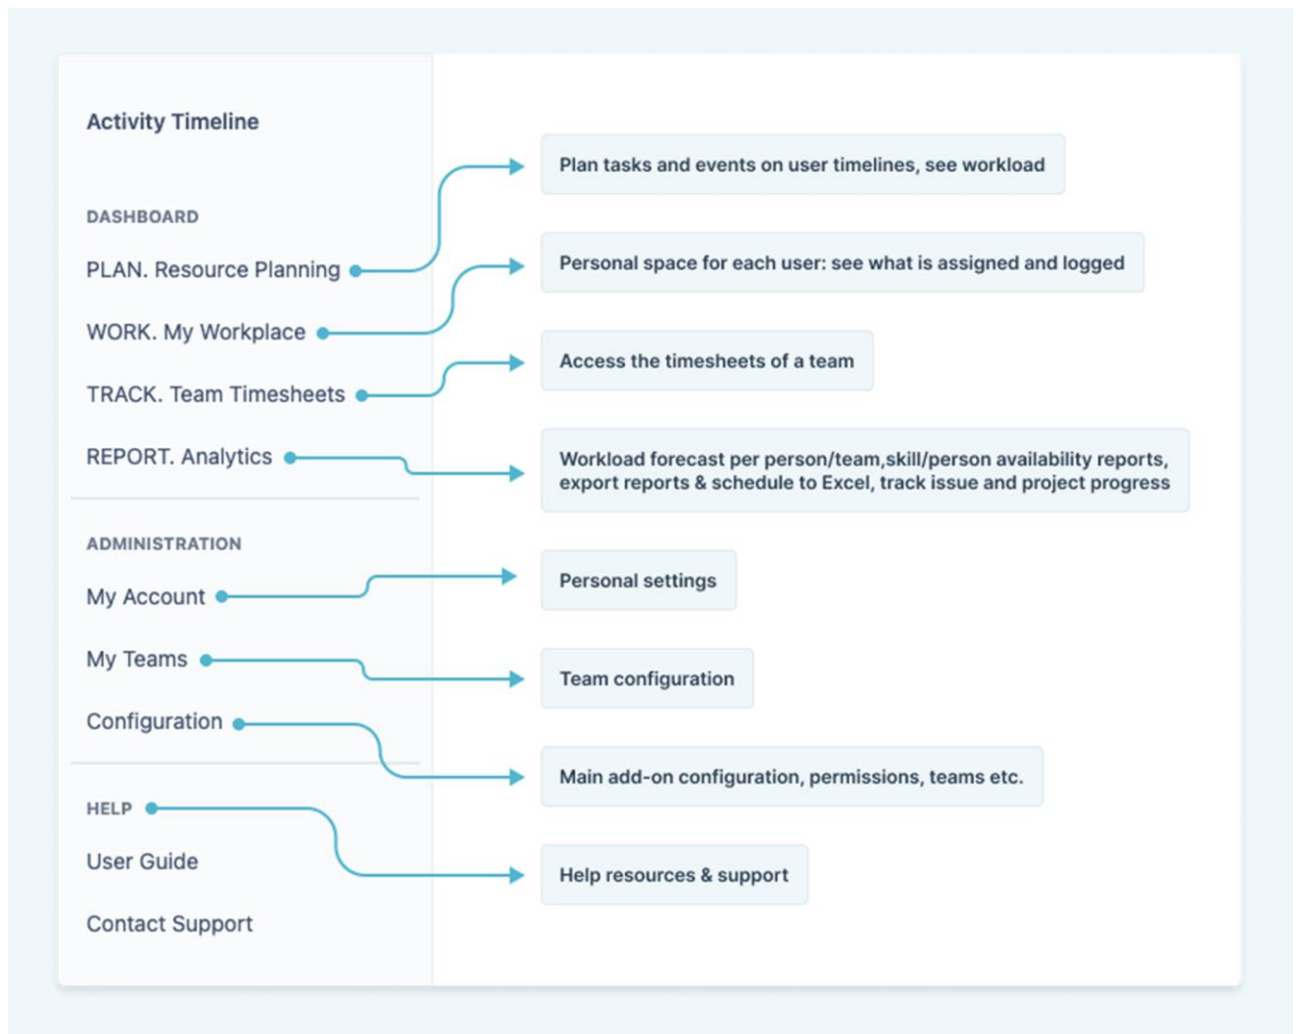 Activity Timeline
DASHBOARD
PLAN. Resource Planning
WORK. My Workplace
TRACK. Team Timesheets
REPORT. Analytics
ADMINISTRATION
My Account
My Teams
Configuration
HELP
User Guide
Contact Support
Plan tasks and events on user timelines, see workload
Personal space for each user: see what is assigned and logged
Access the timesheets of a team
Workload forecast per person/team,skill/person availability reports,
export reports & schedule to Excel, track issue and project progress
Personal settings
Team configuration
Main add-on configuration, permissions, teams etc.
Help resources & support